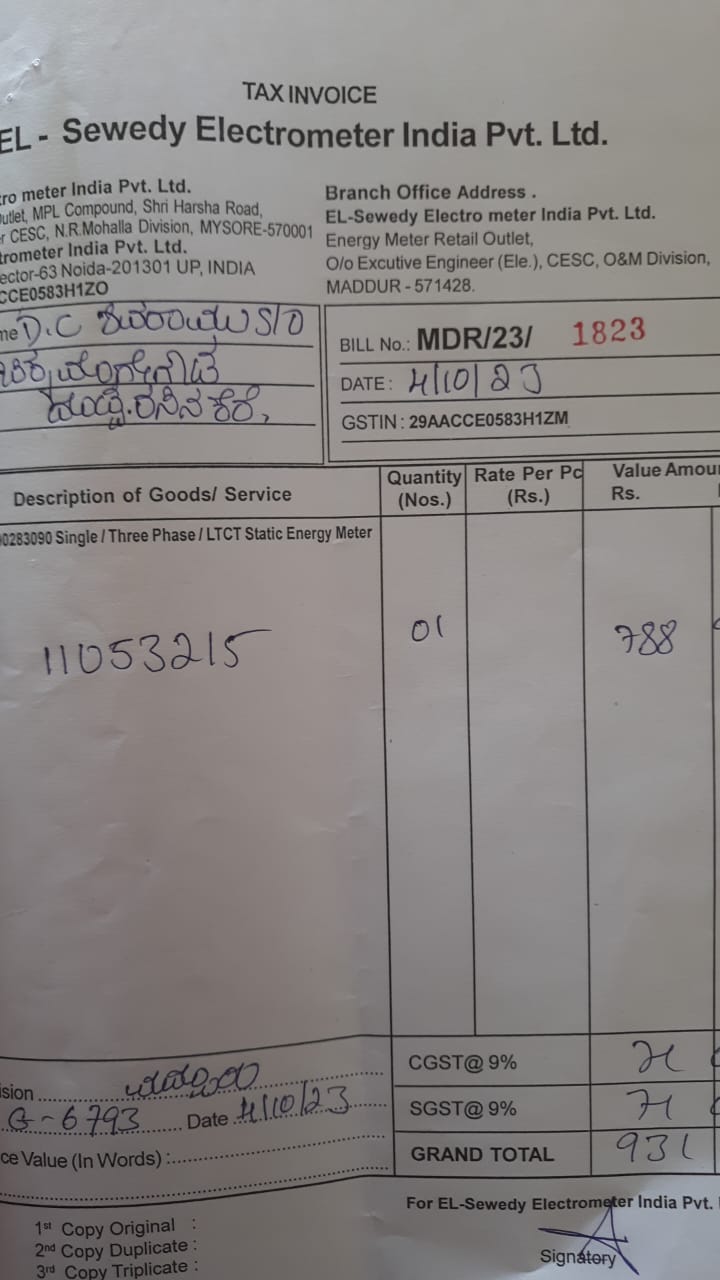 TAX INVOICE
EL - Sewedy Electrometer India Pvt. Ltd.
tro meter India Pvt. Ltd.
utlet, MPL Compound, Shri Harsha Road,
r CESC, N.R.Mohalla Division, MYSORE-570001
trometer India Pvt. Ltd.
ector-63 Noida-201301 UP, INDIA
CCE0583H1ZO
Branch Office Address .
EL-Sewedy Electro meter India Pvt. Ltd.
Energy Meter Retail Outlet,
O/o Excutive Engineer (Ele.), CESC, O&M Division,
MADDUR - 571428.
me D.C S/O
BILL No.: MDR/23/ 1823
DATE : 4/10/23
GSTIN : 29AACCE0583H1ZM
Description of Goods/ Service
Quantity (Nos.)
Rate Per Pc (Rs.)
Value Amou
Rs.
00283090 Single / Three Phase / LTCT Static Energy Meter
11053215 01 788
CGST@ 9% 71
SGST@ 9% 71
GRAND TOTAL 931
ision
G-6793 Date 4/10/23
ce Value (In Words) :
For EL-Sewedy Electrometer India Pvt.
Signatory
1st Copy Original :
2nd Copy Duplicate :
3rd Copy Triplicate :